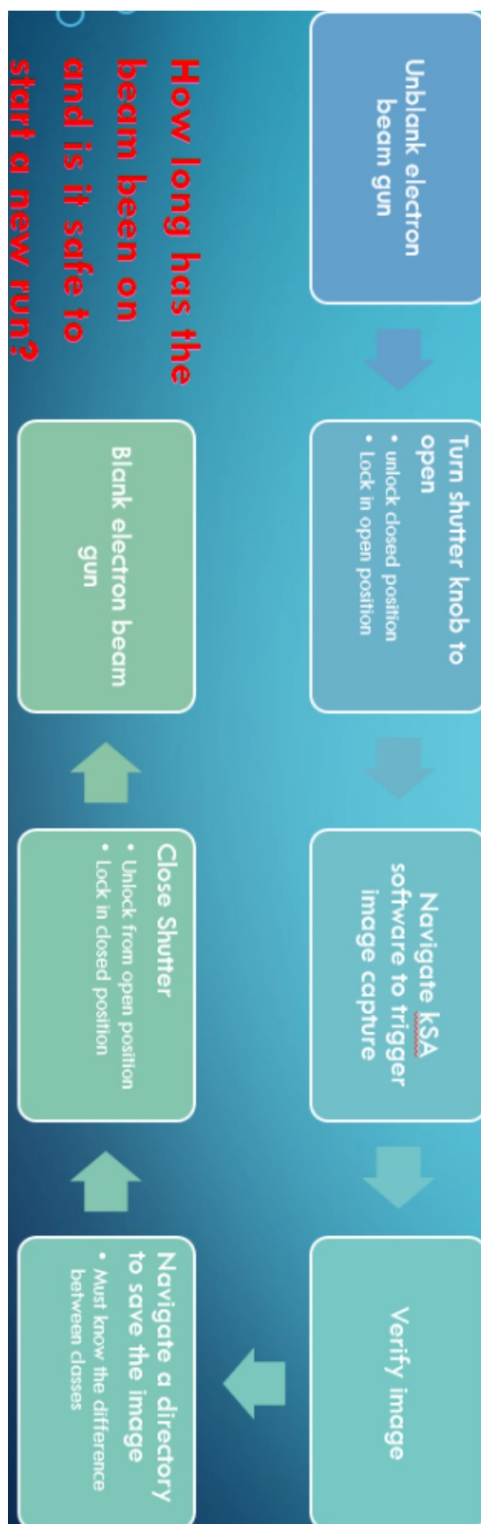 Unblank electron
beam gun
Turn shutter knob to
open
• unlock closed position
• Lock in open position
Navigate kSA
software to trigger
image capture
Verify image
Navigate a directory
to save the image
• Must know the difference
between classes
Close Shutter
• Unlock from open position
• Lock in closed position
Blank electron beam
gun
How long has the
beam been on
and is it safe to
start a new run?